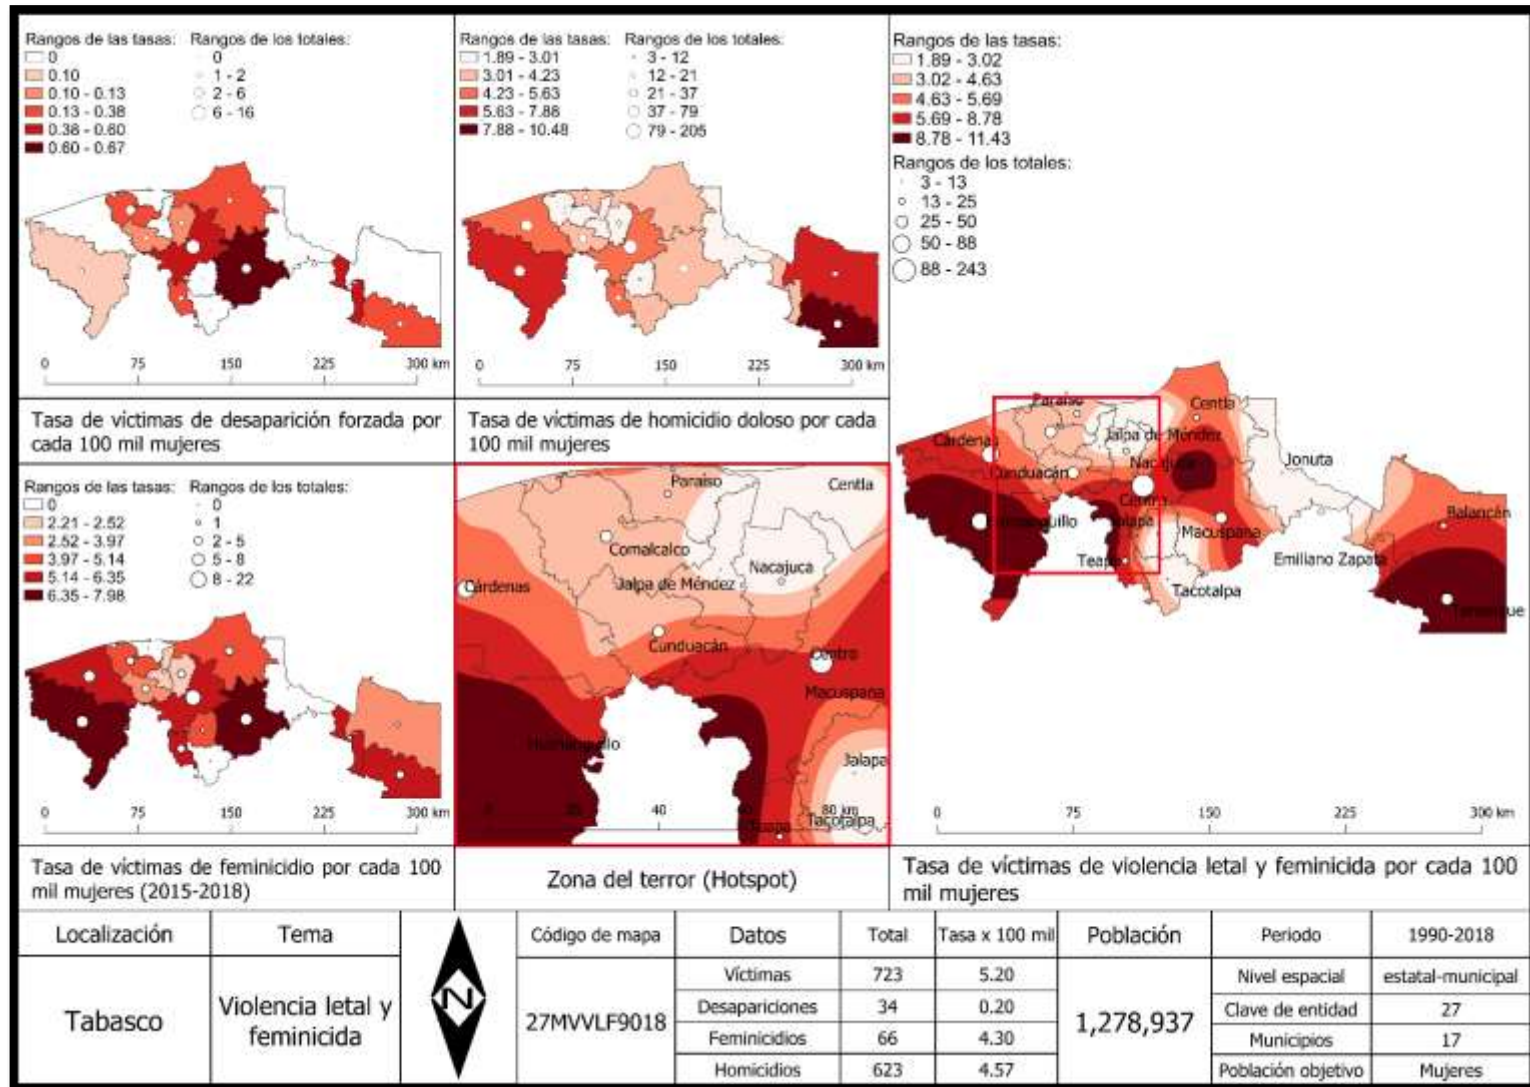 Rangos de las tasas: Rangos de los totales:
0 0
0.10 1 - 2
0.10 - 0.13 2 - 6
0.13 - 0.38 6 - 16
0.38 - 0.60
0.60 - 0.67
0 75 150 225 300 km
Tasa de víctimas de desaparición forzada por
cada 100 mil mujeres
Rangos de las tasas: Rangos de los totales:
1.89 - 3.01 3 - 12
3.01 - 4.23 12 - 21
4.23 - 5.63 21 - 37
5.63 - 7.88 37 - 79
7.88 - 10.48 79 - 205
0 75 150 225 300 km
Tasa de víctimas de homicidio doloso por cada
100 mil mujeres
Rangos de las tasas:
1.89 - 3.02
3.02 - 4.63
4.63 - 5.69
5.69 - 8.78
8.78 - 11.43
Rangos de los totales:
3 - 13
13 - 25
25 - 50
50 - 88
88 - 243
Paraíso
Centla
Cárdenas
Jalpa de Méndez
Cunduacán
Nacajuca
Jonuta
Centro
Huimanguillo
Jalapa
Macuspana
Balancán
Teapa
Emiliano Zapata
Tacotalpa
Tenosique
0 75 150 225 300 km
Tasa de víctimas de violencia letal y feminicida por cada 100
mil mujeres
Rangos de las tasas: Rangos de los totales:
0 0
2.21 - 2.52 1
2.52 - 3.97 2 - 5
3.97 - 5.14 5 - 8
5.14 - 6.35 8 - 22
6.35 - 7.98
0 75 150 225 300 km
Tasa de víctimas de feminicidio por cada 100
mil mujeres (2015-2018)
Paraíso
Centla
Comalcalco
Nacajuca
Cárdenas
Jalpa de Méndez
Cunduacán
Centro
Macuspana
Huimanguillo
Jalapa
0 20 40 60 80 km
Teapa
Tacotalpa
Zona del terror (Hotspot)
Localización Tema Código de mapa Datos Total Tasa x 100 mil Población Periodo 1990-2018
Tabasco
Violencia letal y
feminicida
N
27MVVLF9018
Víctimas 723 5.20
Desapariciones 34 0.20
Feminicidios 66 4.30
Homicidios 623 4.57
1,278,937
Nivel espacial estatal-municipal
Clave de entidad 27
Municipios 17
Población objetivo Mujeres